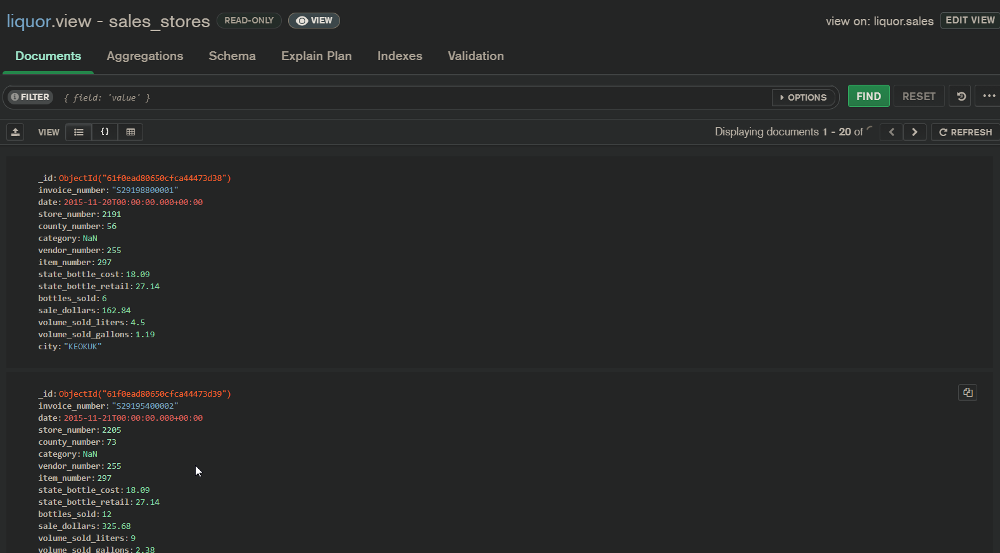 liquor.view - sales_stores READ-ONLY VIEW view on: liquor.sales EDIT VIEW
Documents Aggregations Schema Explain Plan Indexes Validation
FILTER { field: 'value' } OPTIONS FIND RESET
VIEW { } Displaying documents 1 - 20 of REFRESH
_id: ObjectId("61f0ead80650cfca44473d38")
invoice_number: "S29198800001"
date: 2015-11-20T00:00:00.000+00:00
store_number: 2191
county_number: 56
category: NaN
vendor_number: 255
item_number: 297
state_bottle_cost: 18.09
state_bottle_retail: 27.14
bottles_sold: 6
sale_dollars: 162.84
volume_sold_liters: 4.5
volume_sold_gallons: 1.19
city: "KEOKUK"
_id: ObjectId("61f0ead80650cfca44473d39")
invoice_number: "S29195400002"
date: 2015-11-21T00:00:00.000+00:00
store_number: 2205
county_number: 73
category: NaN
vendor_number: 255
item_number: 297
state_bottle_cost: 18.09
state_bottle_retail: 27.14
bottles_sold: 12
sale_dollars: 325.68
volume_sold_liters: 9
volume_sold_gallons: 2.38